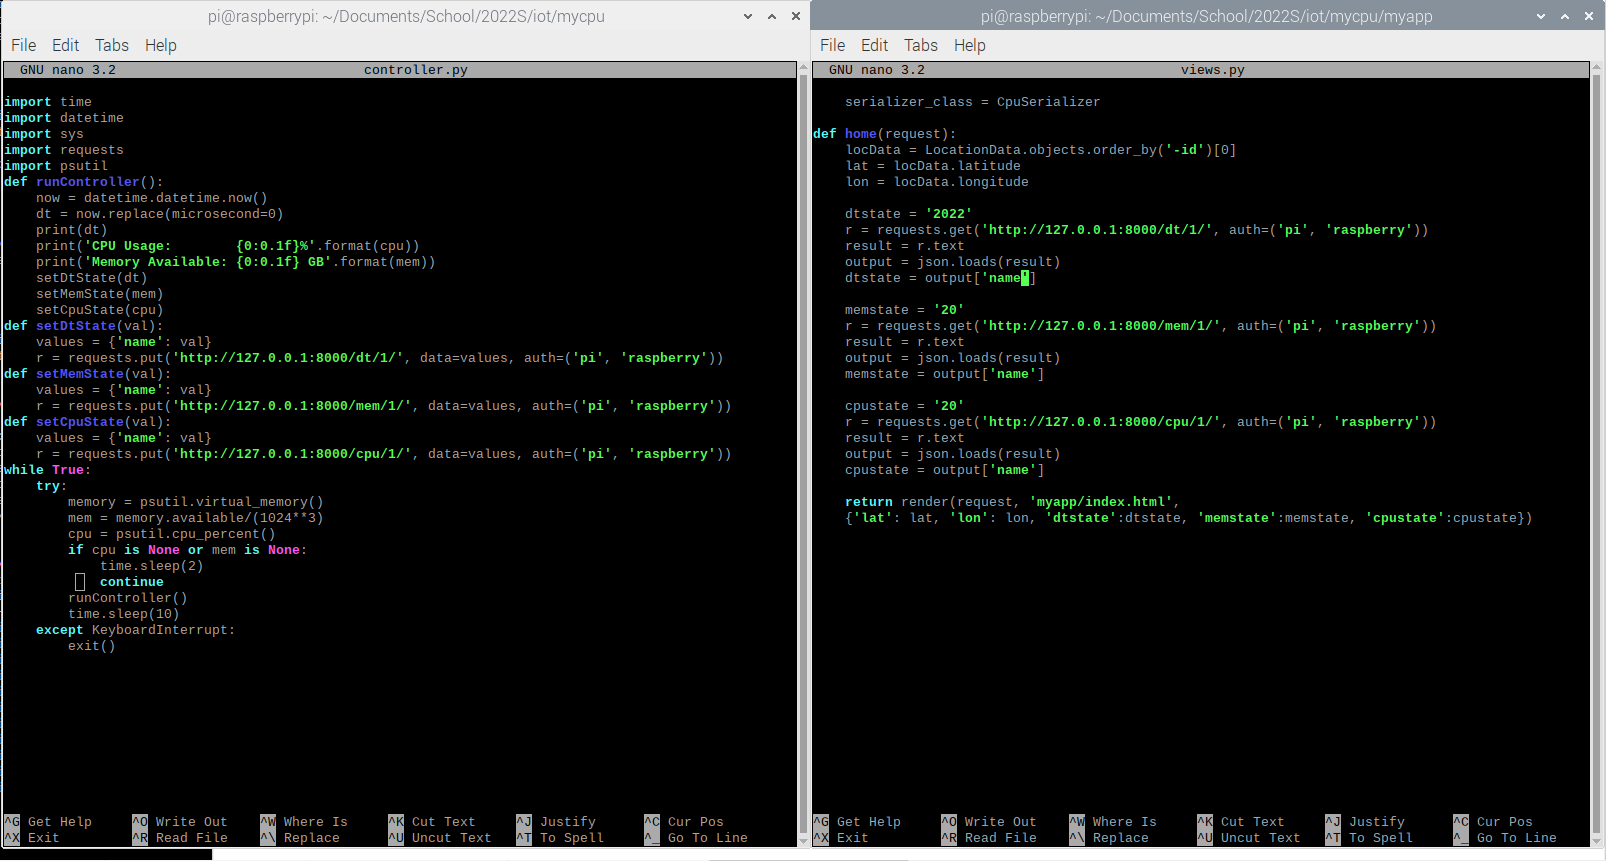 pi@raspberrypi: ~/Documents/School/2022S/iot/mycpu
File Edit Tabs Help
GNU nano 3.2 controller.py
import time
import datetime
import sys
import requests
import psutil
def runController():
    now = datetime.datetime.now()
    dt = now.replace(microsecond=0)
    print(dt)
    print('CPU Usage:        {0:0.1f}%'.format(cpu))
    print('Memory Available: {0:0.1f} GB'.format(mem))
    setDtState(dt)
    setMemState(mem)
    setCpuState(cpu)
def setDtState(val):
    values = {'name': val}
    r = requests.put('http://127.0.0.1:8000/dt/1/', data=values, auth=('pi', 'raspberry'))
def setMemState(val):
    values = {'name': val}
    r = requests.put('http://127.0.0.1:8000/mem/1/', data=values, auth=('pi', 'raspberry'))
def setCpuState(val):
    values = {'name': val}
    r = requests.put('http://127.0.0.1:8000/cpu/1/', data=values, auth=('pi', 'raspberry'))
while True:
    try:
        memory = psutil.virtual_memory()
        mem = memory.available/(1024**3)
        cpu = psutil.cpu_percent()
        if cpu is None or mem is None:
            time.sleep(2)
            continue
        runController()
        time.sleep(10)
    except KeyboardInterrupt:
        exit()
^G Get Help ^O Write Out ^W Where Is ^K Cut Text ^J Justify ^C Cur Pos
^X Exit ^R Read File ^\ Replace ^U Uncut Text ^T To Spell ^_ Go To Line
pi@raspberrypi: ~/Documents/School/2022S/iot/mycpu/myapp
File Edit Tabs Help
GNU nano 3.2 views.py
    serializer_class = CpuSerializer
def home(request):
    locData = LocationData.objects.order_by('-id')[0]
    lat = locData.latitude
    lon = locData.longitude
    dtstate = '2022'
    r = requests.get('http://127.0.0.1:8000/dt/1/', auth=('pi', 'raspberry'))
    result = r.text
    output = json.loads(result)
    dtstate = output['name']
    memstate = '20'
    r = requests.get('http://127.0.0.1:8000/mem/1/', auth=('pi', 'raspberry'))
    result = r.text
    output = json.loads(result)
    memstate = output['name']
    cpustate = '20'
    r = requests.get('http://127.0.0.1:8000/cpu/1/', auth=('pi', 'raspberry'))
    result = r.text
    output = json.loads(result)
    cpustate = output['name']
    return render(request, 'myapp/index.html',
    {'lat': lat, 'lon': lon, 'dtstate':dtstate, 'memstate':memstate, 'cpustate':cpustate})
^G Get Help ^O Write Out ^W Where Is ^K Cut Text ^J Justify ^C Cur Pos
^X Exit ^R Read File ^\ Replace ^U Uncut Text ^T To Spell ^_ Go To Line